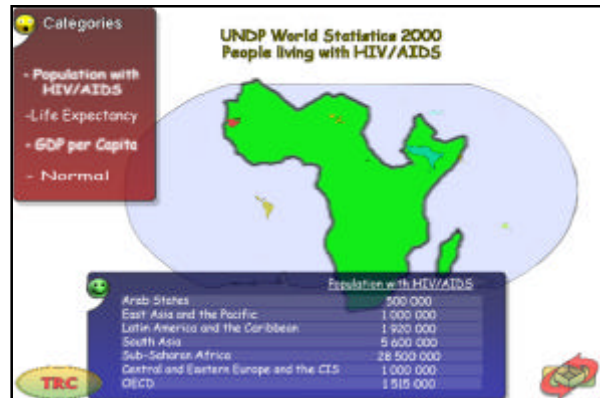 Categories
- Population with
HIV/AIDS
-Life Expectancy
- GDP per Capita
- Normal
UNDP World Statistics 2000
People living with HIV/AIDS
Population with HIV/AIDS
Arab States 500 000
East Asia and the Pacific 1 000 000
Latin America and the Caribbean 1 920 000
South Asia 5 600 000
Sub-Saharan Africa 28 500 000
Central and Eastern Europe and the CIS 1 000 000
OECD 1 515 000
TRC